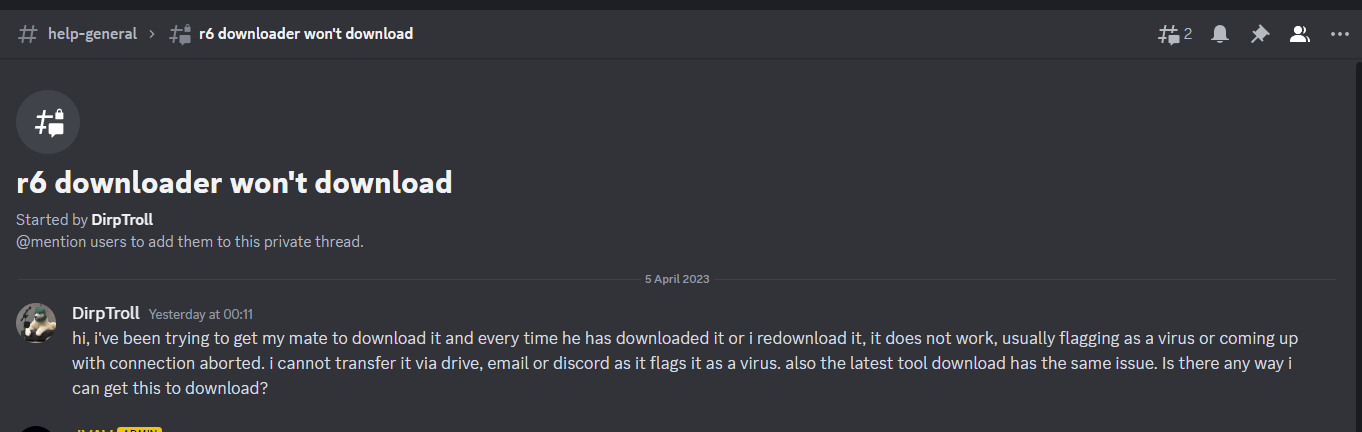 help-general › r6 downloader won't download 2
r6 downloader won't download
Started by DirpTroll
@mention users to add them to this private thread.
5 April 2023
DirpTroll Yesterday at 00:11
hi, i've been trying to get my mate to download it and every time he has downloaded it or i redownload it, it does not work, usually flagging as a virus or coming up
with connection aborted. i cannot transfer it via drive, email or discord as it flags it as a virus. also the latest tool download has the same issue. Is there any way i
can get this to download?